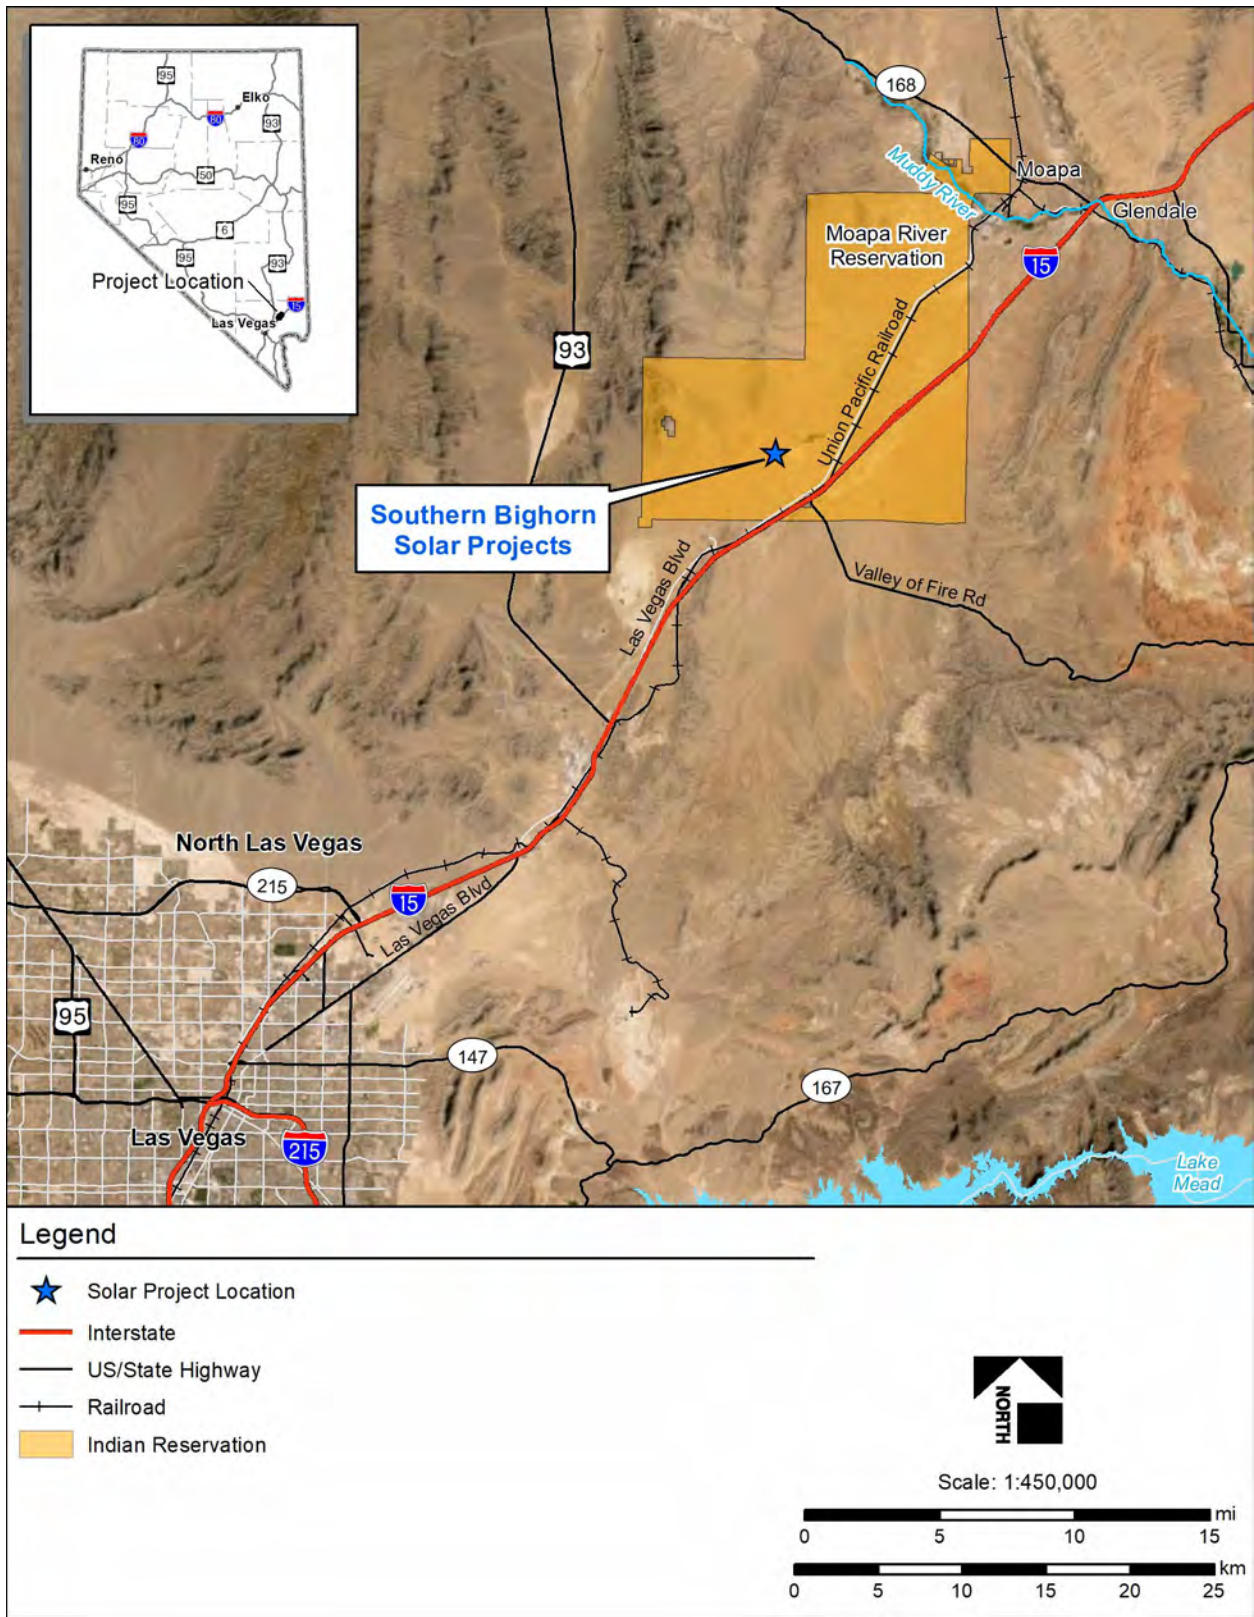 95
Elko
80
80
93
Reno
50
95
6
95
93
Project Location
15
Las Vegas
168
Moapa
Muddy River
Glendale
Moapa River
Reservation
15
93
Union Pacific Railroad
Southern Bighorn
Solar Projects
Las Vegas Blvd
Valley of Fire Rd
North Las Vegas
215
15
Las Vegas Blvd
95
147
167
Las Vegas
215
Lake
Mead
Legend
Solar Project Location
Interstate
US/State Highway
Railroad
Indian Reservation
NORTH
Scale: 1:450,000
mi
0 5 10 15
km
0 5 10 15 20 25